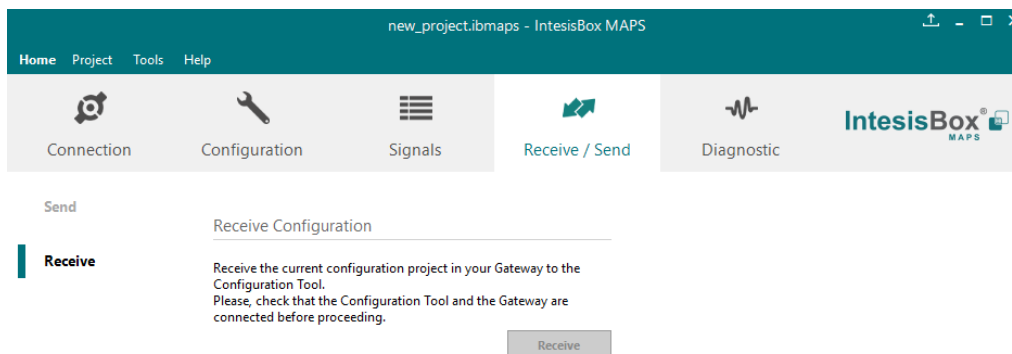 new_project.ibmaps - IntesisBox MAPS
Home Project Tools Help
Connection Configuration Signals Receive / Send Diagnostic
IntesisBox®
MAPS
Send
Receive Configuration
Receive
Receive the current configuration project in your Gateway to the
Configuration Tool.
Please, check that the Configuration Tool and the Gateway are
connected before proceeding.
Receive